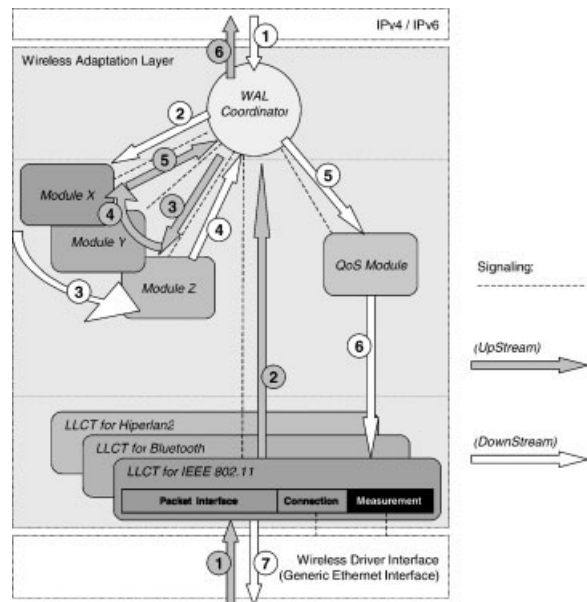 IPv4 / IPv6
6
1
Wireless Adaptation Layer
WAL
Coordinator
2
5
5
Module X
3
4
4
Module Y
QoS Module
Signaling:
Module Z
3
6
(UpStream)
2
LLCT for Hiperlan2
(DownStream)
LLCT for Bluetooth
LLCT for IEEE 802.11
Packet Interface
Connection
Measurement
1
7
Wireless Driver Interface
(Generic Ethernet Interface)